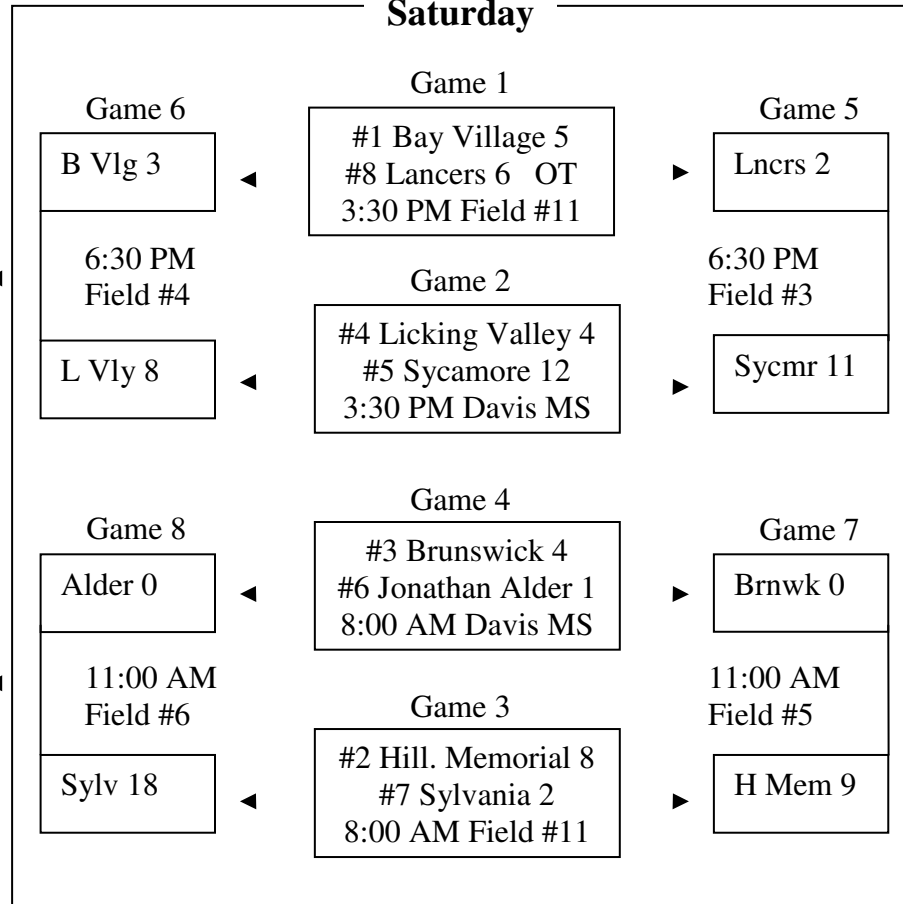 Saturday
Game 1
Game 6
Game 5
#1 Bay Village 5
#8 Lancers 6 OT
3:30 PM Field #11
B Vlg 3
Lncrs 2
6:30 PM
Field #4
6:30 PM
Field #3
Game 2
#4 Licking Valley 4
#5 Sycamore 12
3:30 PM Davis MS
L Vly 8
Sycmr 11
Game 4
Game 8
Game 7
#3 Brunswick 4
#6 Jonathan Alder 1
8:00 AM Davis MS
Alder 0
Brnwk 0
11:00 AM
Field #6
11:00 AM
Field #5
Game 3
#2 Hill. Memorial 8
#7 Sylvania 2
8:00 AM Field #11
Sylv 18
H Mem 9